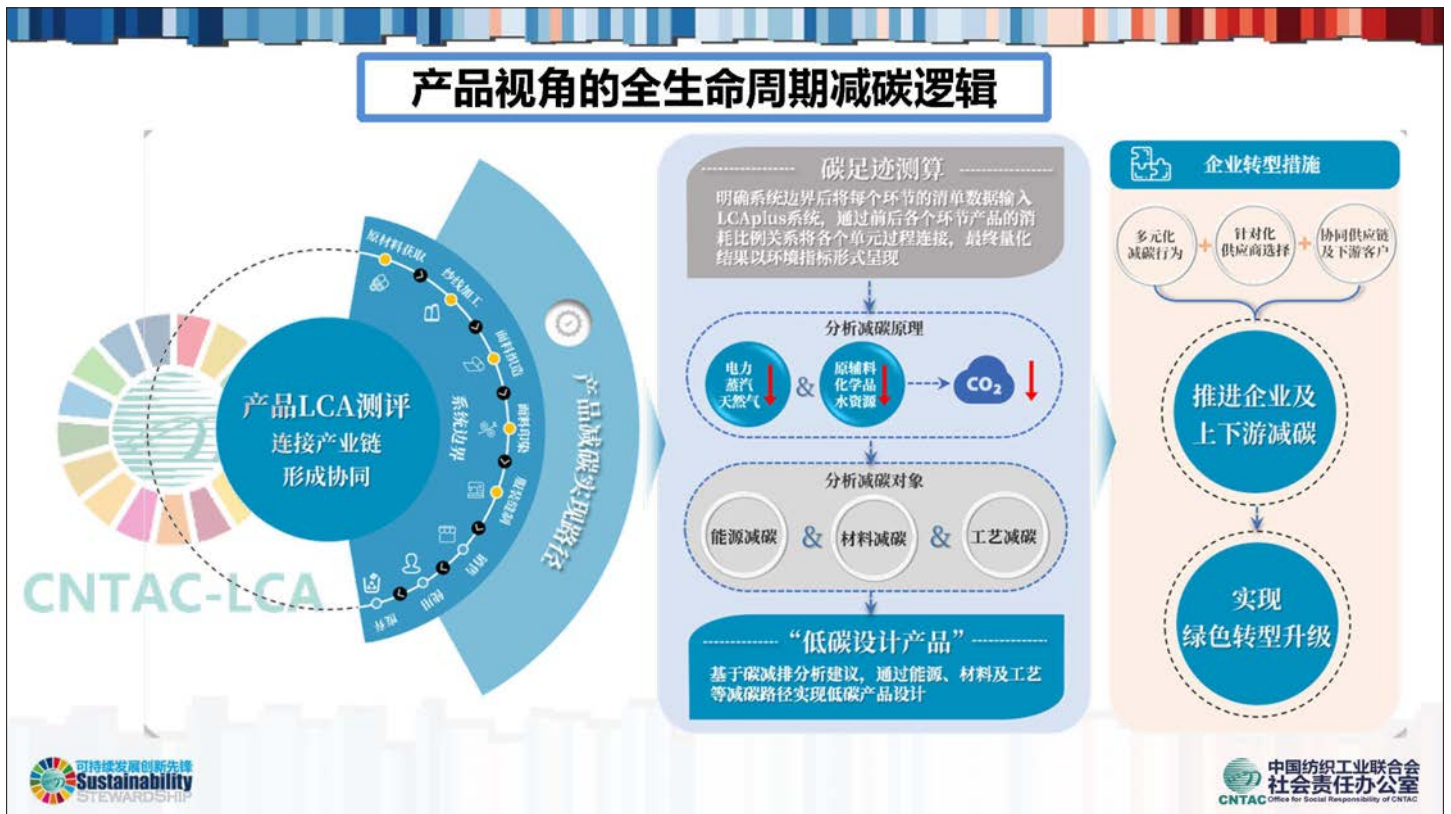 产品视角的全生命周期减碳逻辑
CNTAC-LCA
产品LCA测评
连接产业链
形成协同
系统边界
原材料获取
纱线加工
面料织造
面料印染
服装缝制
销售
使用
废弃
产品减碳实现路径
碳足迹测算
明确系统边界后将每个环节的清单数据输入
LCAplus系统，通过前后各个环节产品的消
耗比例关系将各个单元过程连接，最终量化
结果以环境指标形式呈现
分析减碳原理
电力
蒸汽
天然气
&
原辅料
化学品
水资源
CO₂
分析减碳对象
能源减碳
&
材料减碳
&
工艺减碳
“低碳设计产品”
基于碳减排分析建议，通过能源、材料及工艺
等减碳路径实现低碳产品设计
企业转型措施
多元化
减碳行为
+
针对化
供应商选择
+
协同供应链
及下游客户
推进企业及
上下游减碳
实现
绿色转型升级
可持续发展创新先锋
Sustainability
STEWARDSHIP
CNTAC
中国纺织工业联合会
社会责任办公室
Office for Social Responsibility of CNTAC